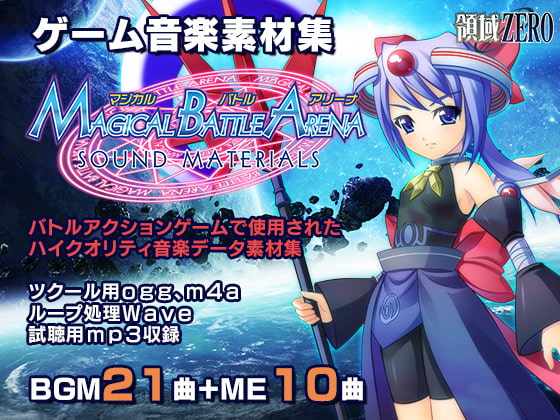 ゲーム音楽素材集
領域ZERO
マジカル バトル アリーナ
MAGICAL BATTLE ARENA
SOUND MATERIALS
バトルアクションゲームで使用された
ハイクオリティ音楽データ素材集
ツクール用ogg、m4a
ループ処理Wave
試聴用mp3収録
BGM21曲+ME10曲